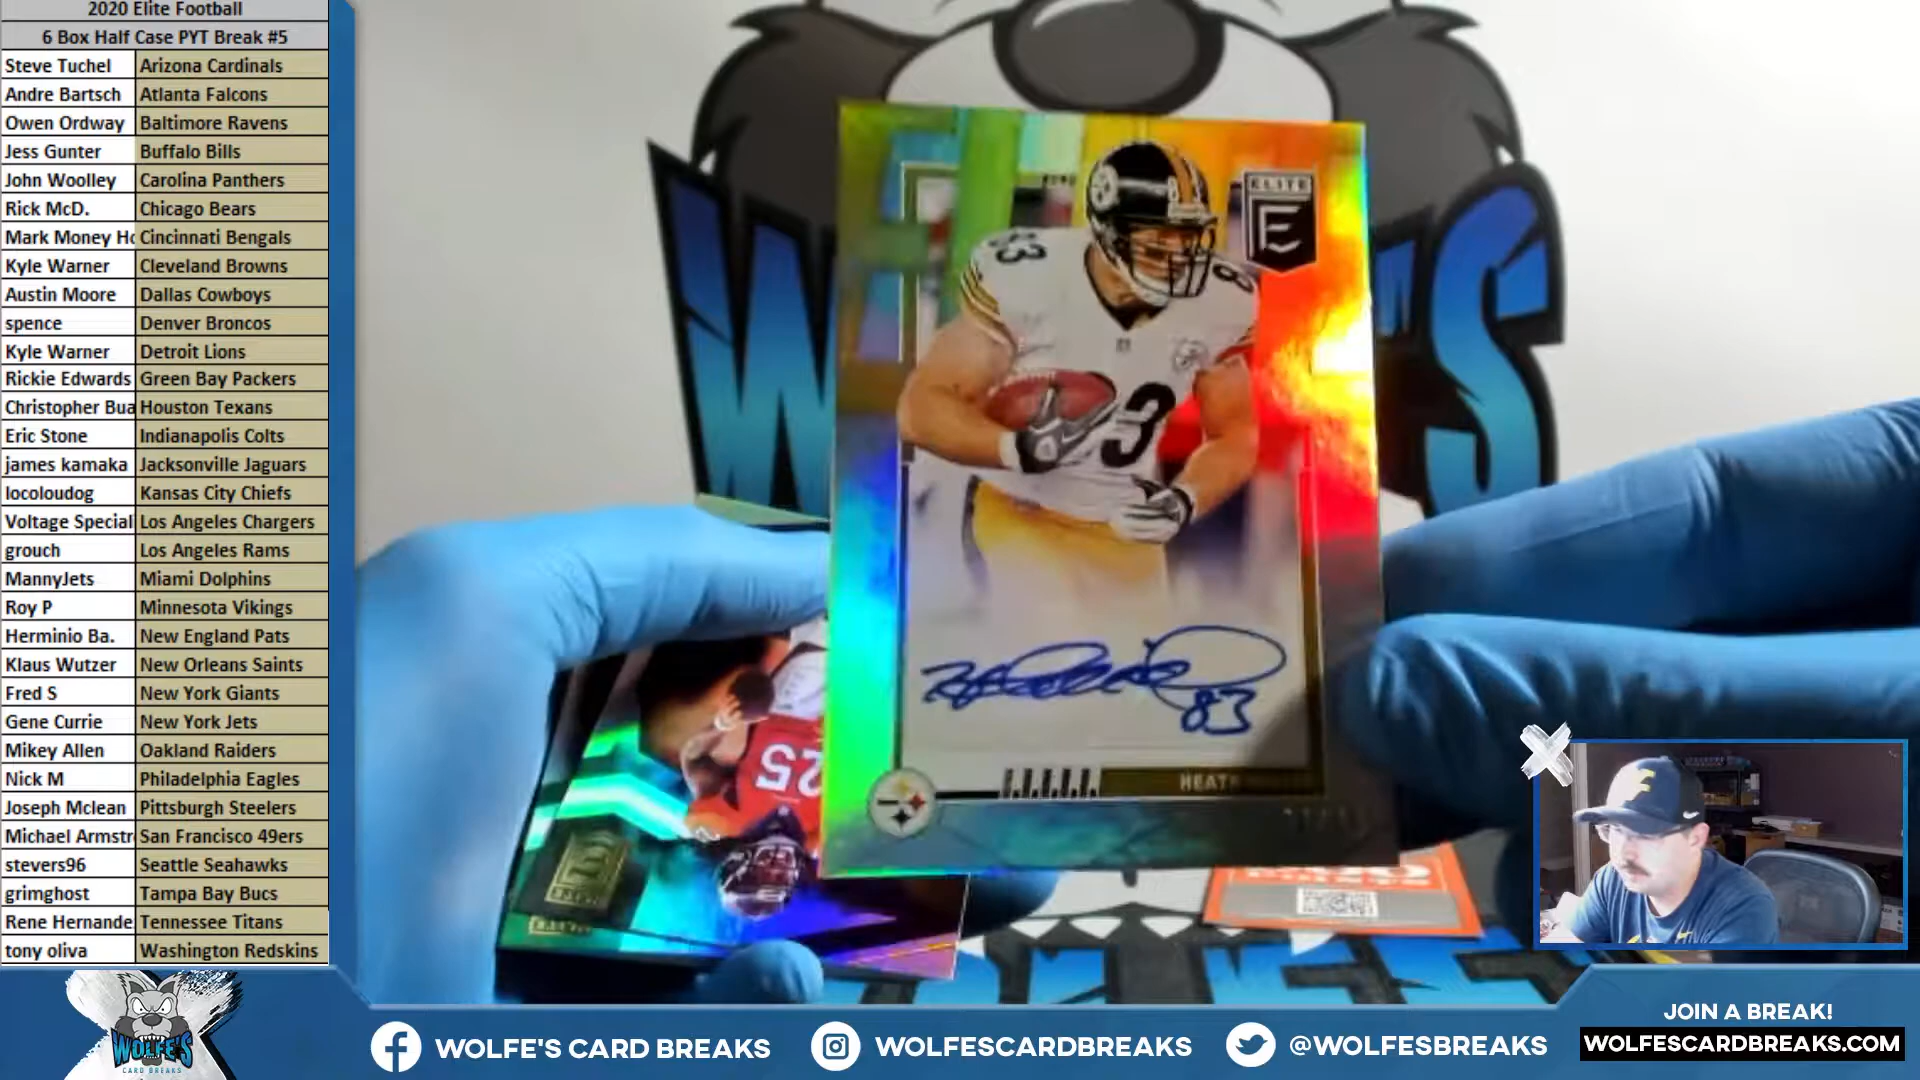 2020 Elite Football
6 Box Half Case PYT Break #5
Steve Tuchel Arizona Cardinals
Andre Bartsch Atlanta Falcons
Owen Ordway Baltimore Ravens
Jess Gunter Buffalo Bills
John Woolley Carolina Panthers
Rick McD. Chicago Bears
Mark Money Ho Cincinnati Bengals
Kyle Warner Cleveland Browns
Austin Moore Dallas Cowboys
spence Denver Broncos
Kyle Warner Detroit Lions
Rickie Edwards Green Bay Packers
Christopher Bua Houston Texans
Eric Stone Indianapolis Colts
james kamaka Jacksonville Jaguars
locoloudog Kansas City Chiefs
Voltage Special Los Angeles Chargers
grouch Los Angeles Rams
MannyJets Miami Dolphins
Roy P Minnesota Vikings
Herminio Ba. New England Pats
Klaus Wutzer New Orleans Saints
Fred S New York Giants
Gene Currie New York Jets
Mikey Allen Oakland Raiders
Nick M Philadelphia Eagles
Joseph Mclean Pittsburgh Steelers
Michael Armstr San Francisco 49ers
stevers96 Seattle Seahawks
grimghost Tampa Bay Bucs
Rene Hernande Tennessee Titans
tony oliva Washington Redskins
ELITE
E
83
8
83
83
HEATH
25
WOLFE'S
CARD BREAKS
WOLFE'S CARD BREAKS
WOLFESCARDBREAKS
@WOLFESBREAKS
JOIN A BREAK!
WOLFESCARDBREAKS.COM